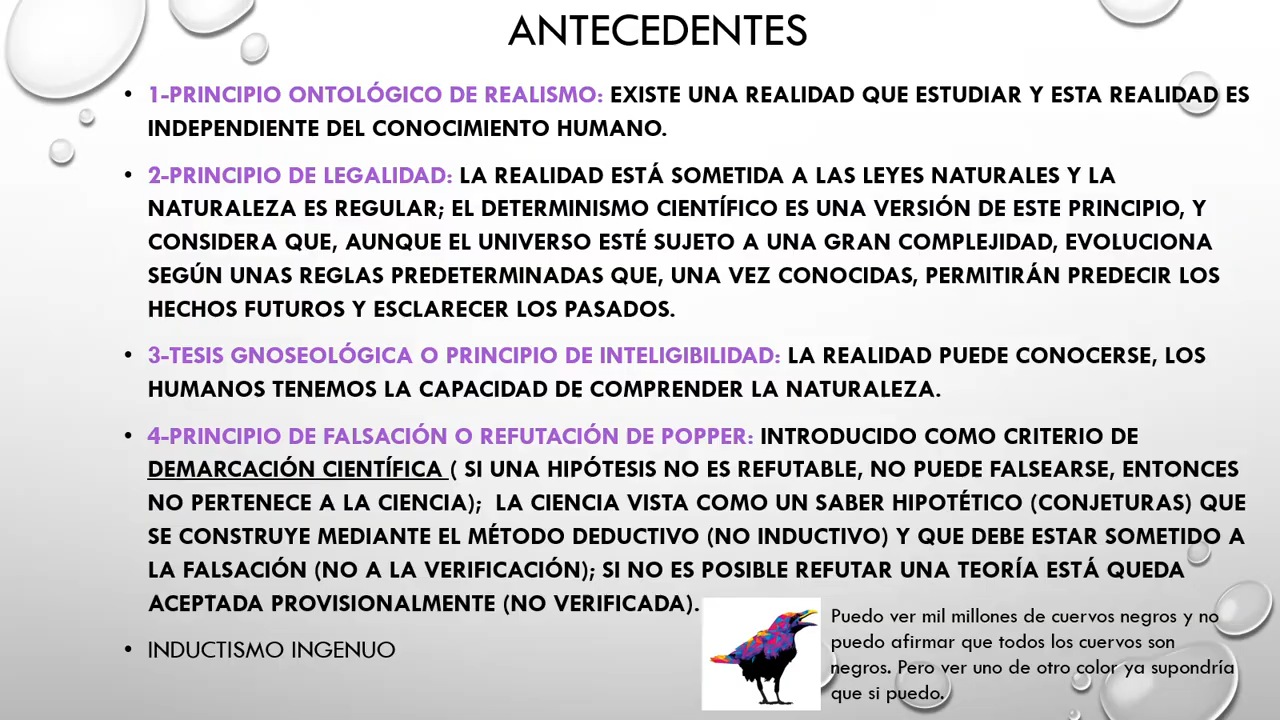 ANTECEDENTES
• 1-PRINCIPIO ONTOLÓGICO DE REALISMO: EXISTE UNA REALIDAD QUE ESTUDIAR Y ESTA REALIDAD ES
INDEPENDIENTE DEL CONOCIMIENTO HUMANO.
• 2-PRINCIPIO DE LEGALIDAD: LA REALIDAD ESTÁ SOMETIDA A LAS LEYES NATURALES Y LA
NATURALEZA ES REGULAR; EL DETERMINISMO CIENTÍFICO ES UNA VERSIÓN DE ESTE PRINCIPIO, Y
CONSIDERA QUE, AUNQUE EL UNIVERSO ESTÉ SUJETO A UNA GRAN COMPLEJIDAD, EVOLUCIONA
SEGÚN UNAS REGLAS PREDETERMINADAS QUE, UNA VEZ CONOCIDAS, PERMITIRÁN PREDECIR LOS
HECHOS FUTUROS Y ESCLARECER LOS PASADOS.
• 3-TESIS GNOSEOLÓGICA O PRINCIPIO DE INTELIGIBILIDAD: LA REALIDAD PUEDE CONOCERSE, LOS
HUMANOS TENEMOS LA CAPACIDAD DE COMPRENDER LA NATURALEZA.
• 4-PRINCIPIO DE FALSACIÓN O REFUTACIÓN DE POPPER: INTRODUCIDO COMO CRITERIO DE
DEMARCACIÓN CIENTÍFICA ( SI UNA HIPÓTESIS NO ES REFUTABLE, NO PUEDE FALSEARSE, ENTONCES
NO PERTENECE A LA CIENCIA); LA CIENCIA VISTA COMO UN SABER HIPOTÉTICO (CONJETURAS) QUE
SE CONSTRUYE MEDIANTE EL MÉTODO DEDUCTIVO (NO INDUCTIVO) Y QUE DEBE ESTAR SOMETIDO A
LA FALSACIÓN (NO A LA VERIFICACIÓN); SI NO ES POSIBLE REFUTAR UNA TEORÍA ESTÁ QUEDA
ACEPTADA PROVISIONALMENTE (NO VERIFICADA).
• INDUCTISMO INGENUO
Puedo ver mil millones de cuervos negros y no
puedo afirmar que todos los cuervos son
negros. Pero ver uno de otro color ya supondría
que si puedo.